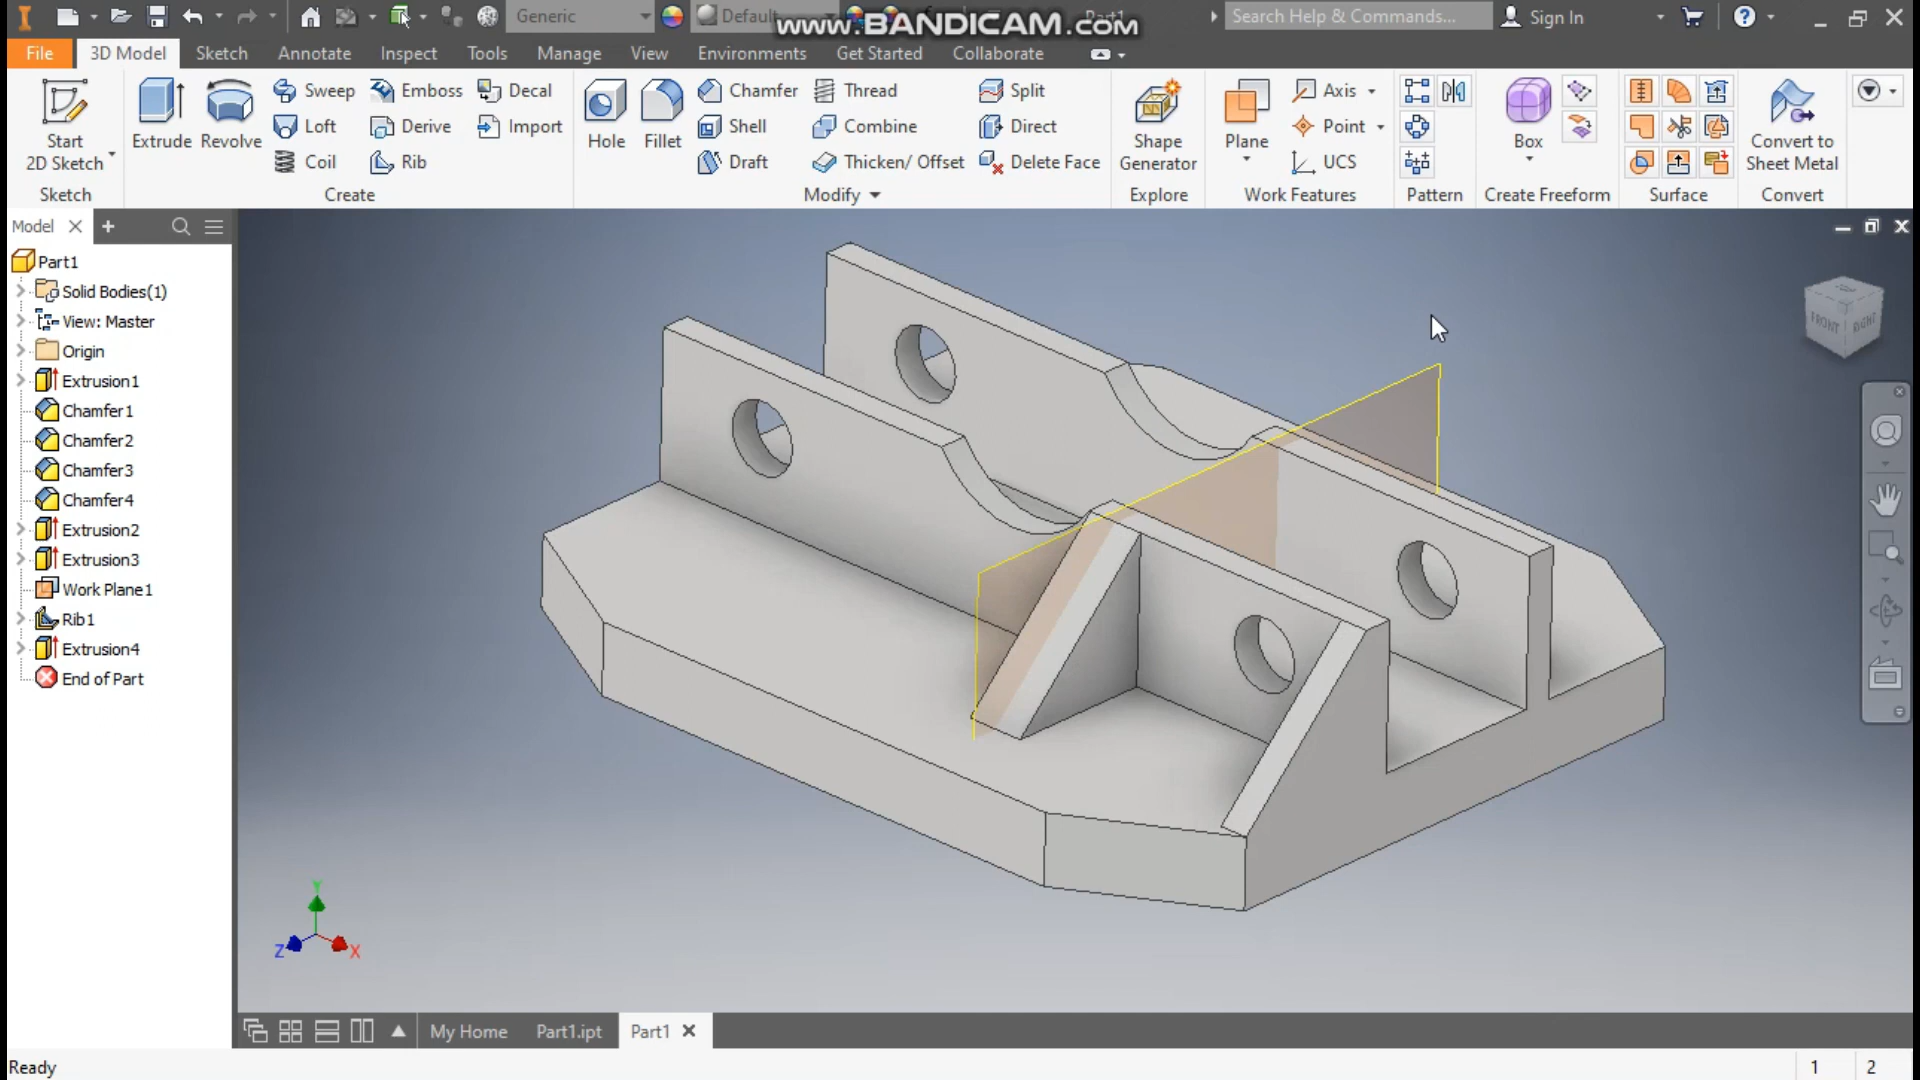 Generic
Default
www.BANDICAM.com
Search Help & Commands...
Sign In
File
3D Model
Sketch
Annotate
Inspect
Tools
Manage
View
Environments
Get Started
Collaborate
Start
2D Sketch
Sketch
Extrude
Revolve
Sweep
Loft
Coil
Emboss
Derive
Rib
Decal
Import
Create
Hole
Fillet
Chamfer
Shell
Draft
Thread
Combine
Thicken/ Offset
Split
Direct
Delete Face
Modify
Shape
Generator
Explore
Plane
Axis
Point
UCS
Work Features
Pattern
Box
Create Freeform
Surface
Convert to
Sheet Metal
Convert
Model
Part1
Solid Bodies(1)
View: Master
Origin
Extrusion1
Chamfer1
Chamfer2
Chamfer3
Chamfer4
Extrusion2
Extrusion3
Work Plane1
Rib1
Extrusion4
End of Part
FRONT
RIGHT
Y
Z
X
My Home
Part1.ipt
Part1
Ready
1
2